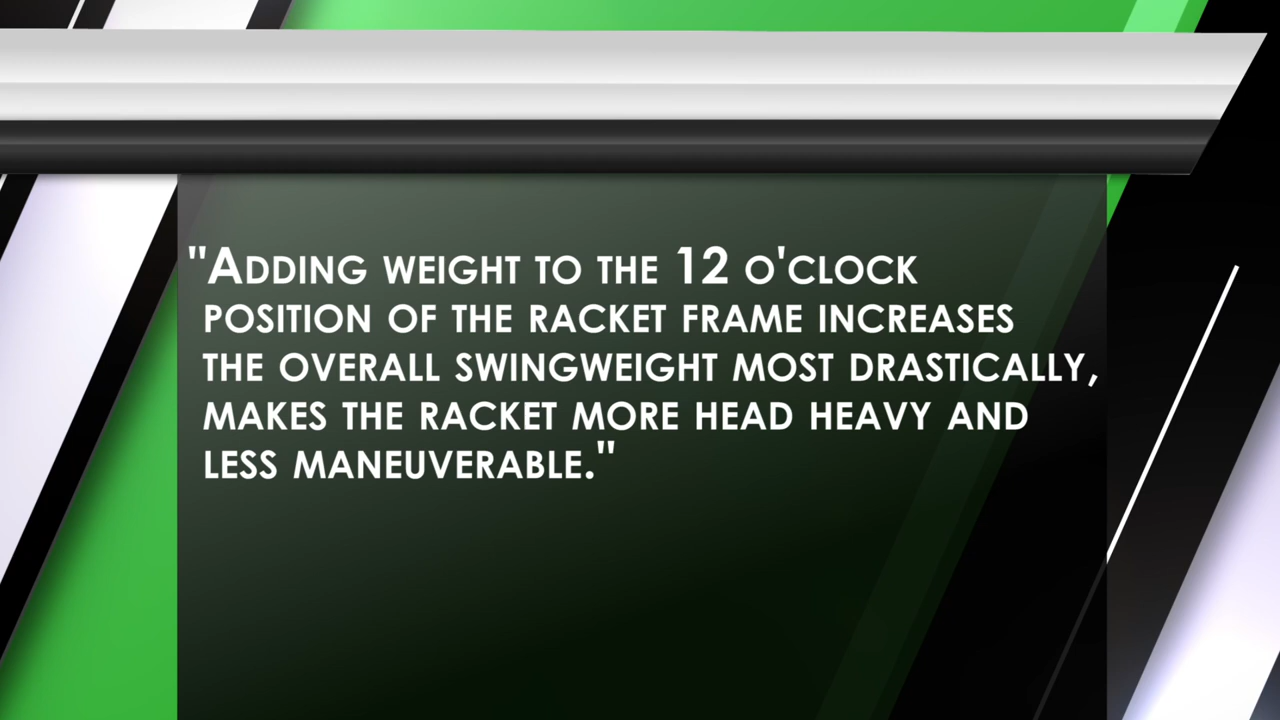 "Adding weight to the 12 o'clock
position of the racket frame increases
the overall swingweight most drastically,
makes the racket more head heavy and
less maneuverable."